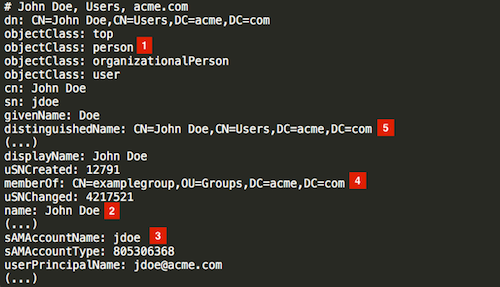 # John Doe, Users, acme.com
dn: CN=John Doe,CN=Users,DC=acme,DC=com
objectClass: top
objectClass: person 1
objectClass: organizationalPerson
objectClass: user
cn: John Doe
sn: jdoe
givenName: Doe
distinguishedName: CN=John Doe,CN=Users,DC=acme,DC=com 5
(...)
displayName: John Doe
uSNCreated: 12791
memberOf: CN=examplegroup,OU=Groups,DC=acme,DC=com 4
uSNChanged: 4217521
name: John Doe 2
(...)
sAMAccountName: jdoe 3
sAMAccountType: 805306368
userPrincipalName: jdoe@acme.com
(...)